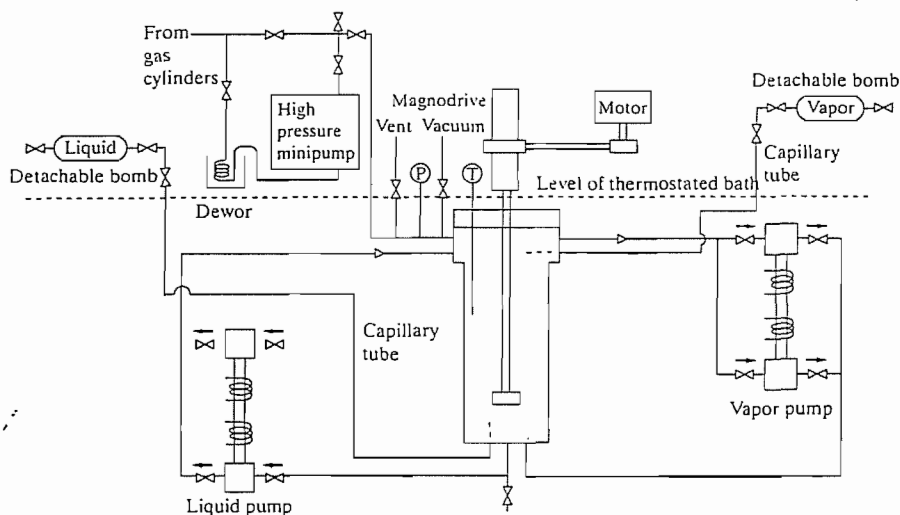 From
gas
cylinders
High
pressure
minipump
Magnodrive
Vent Vacuum
Motor
Detachable bomb
Vapor
Capillary
tube
Liquid
Detachable bomb
P
T
Level of thermostated bath
Dewor
Capillary
tube
Vapor pump
Liquid pump